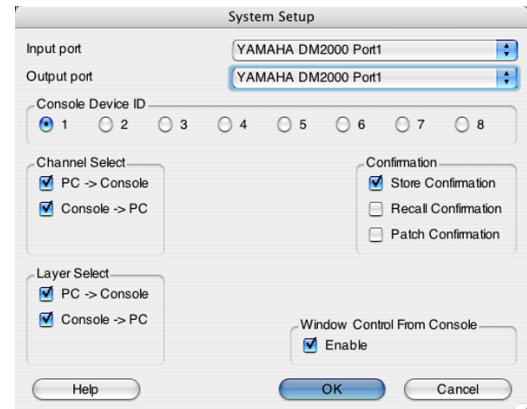 System Setup
Input port YAMAHA DM2000 Port1
Output port YAMAHA DM2000 Port1
Console Device ID
1 2 3 4 5 6 7 8
Channel Select
PC -> Console
Console -> PC
Confirmation
Store Confirmation
Recall Confirmation
Patch Confirmation
Layer Select
PC -> Console
Console -> PC
Window Control From Console
Enable
Help OK Cancel